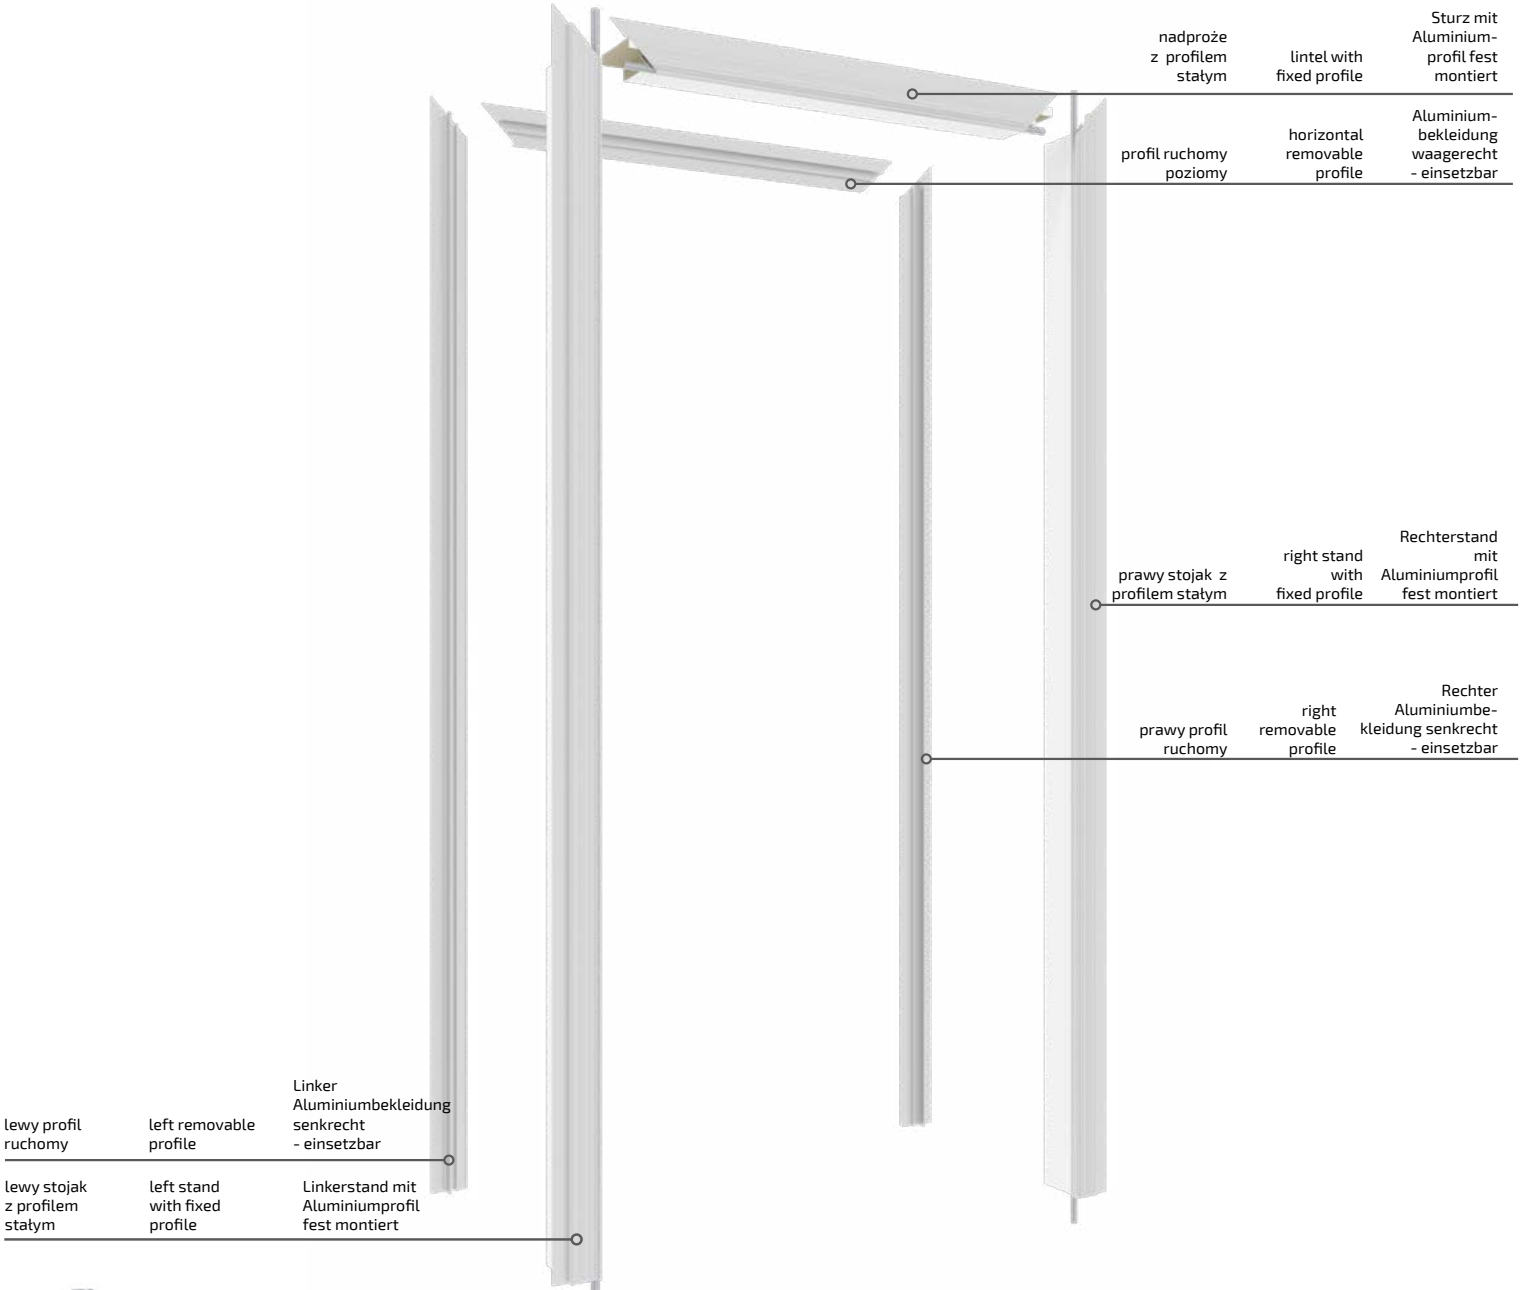 nadproże
z profilem
stałym
lintel with
fixed profile
Sturz mit
Aluminium-
profil fest
montiert
profil ruchomy
poziomy
horizontal
removable
profile
Aluminium-
bekleidung
waagerecht
- einsetzbar
prawy stojak z
profilem stałym
right stand
with
fixed profile
Rechterstand
mit
Aluminiumprofil
fest montiert
prawy profil
ruchomy
right
removable
profile
Rechter
Aluminiumbe-
kleidung senkrecht
- einsetzbar
lewy profil
ruchomy
left removable
profile
Linker
Aluminiumbekleidung
senkrecht
- einsetzbar
lewy stojak
z profilem
stałym
left stand
with fixed
profile
Linkerstand mit
Aluminiumprofil
fest montiert